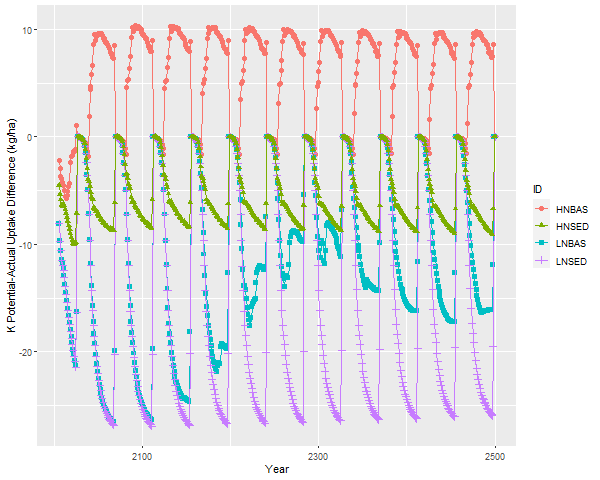 10
0
-10
-20
K Potential-Actual Uptake Difference (kg/ha)
2100
2300
2500
Year
ID
HNBAS
HNSED
LNBAS
LNSED